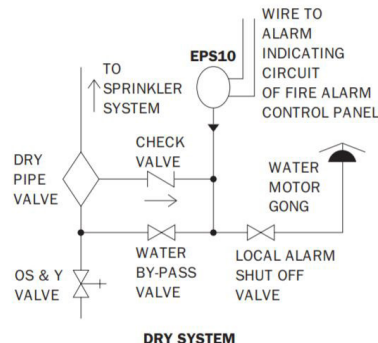 WIRE TO
ALARM
INDICATING
CIRCUIT
OF FIRE ALARM
CONTROL PANEL
EPS10
TO
SPRINKLER
SYSTEM
CHECK
VALVE
DRY
PIPE
VALVE
WATER
MOTOR
GONG
OS & Y
VALVE
WATER
BY-PASS
VALVE
LOCAL ALARM
SHUT OFF
VALVE
DRY SYSTEM